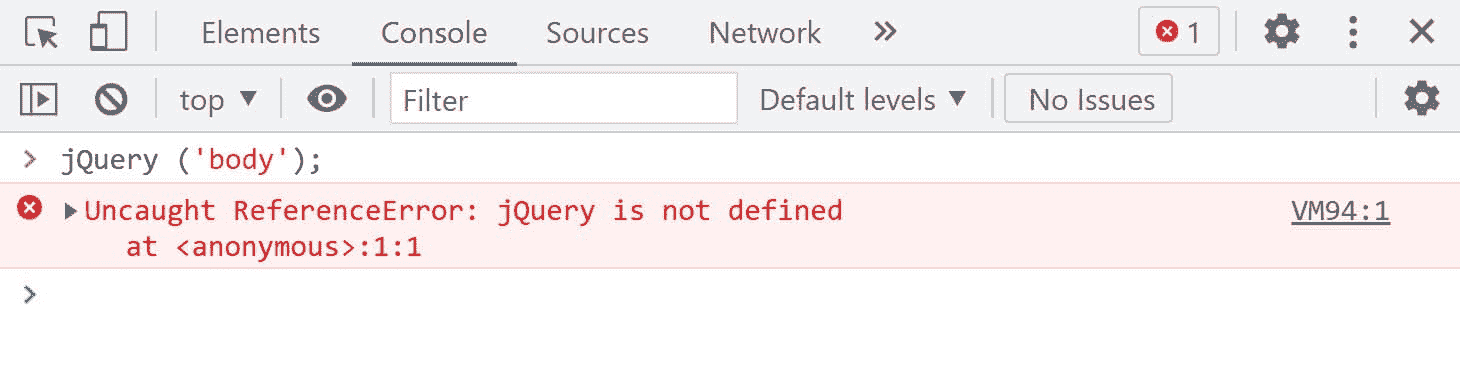 Elements Console Sources Network » 1
top ▼ Filter Default levels ▼ No Issues
> jQuery ('body');
▶Uncaught ReferenceError: jQuery is not defined VM94:1
at <anonymous>:1:1
>